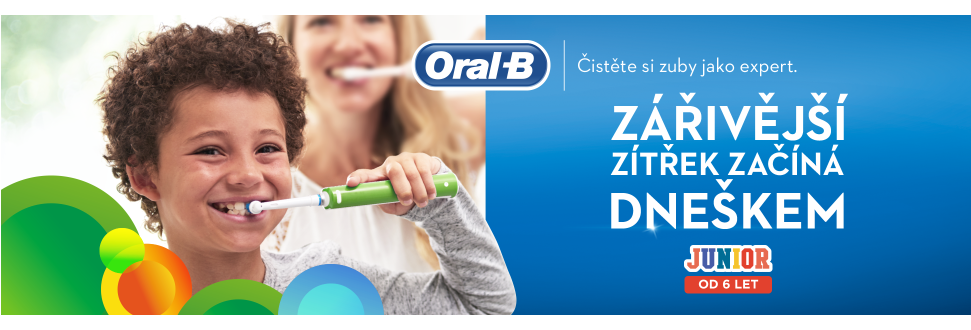 Oral-B
Čistěte si zuby jako expert.
ZÁŘIVĚJŠÍ
ZÍTŘEK ZAČÍNÁ
DNEŠKEM
JUNIOR
OD 6 LET